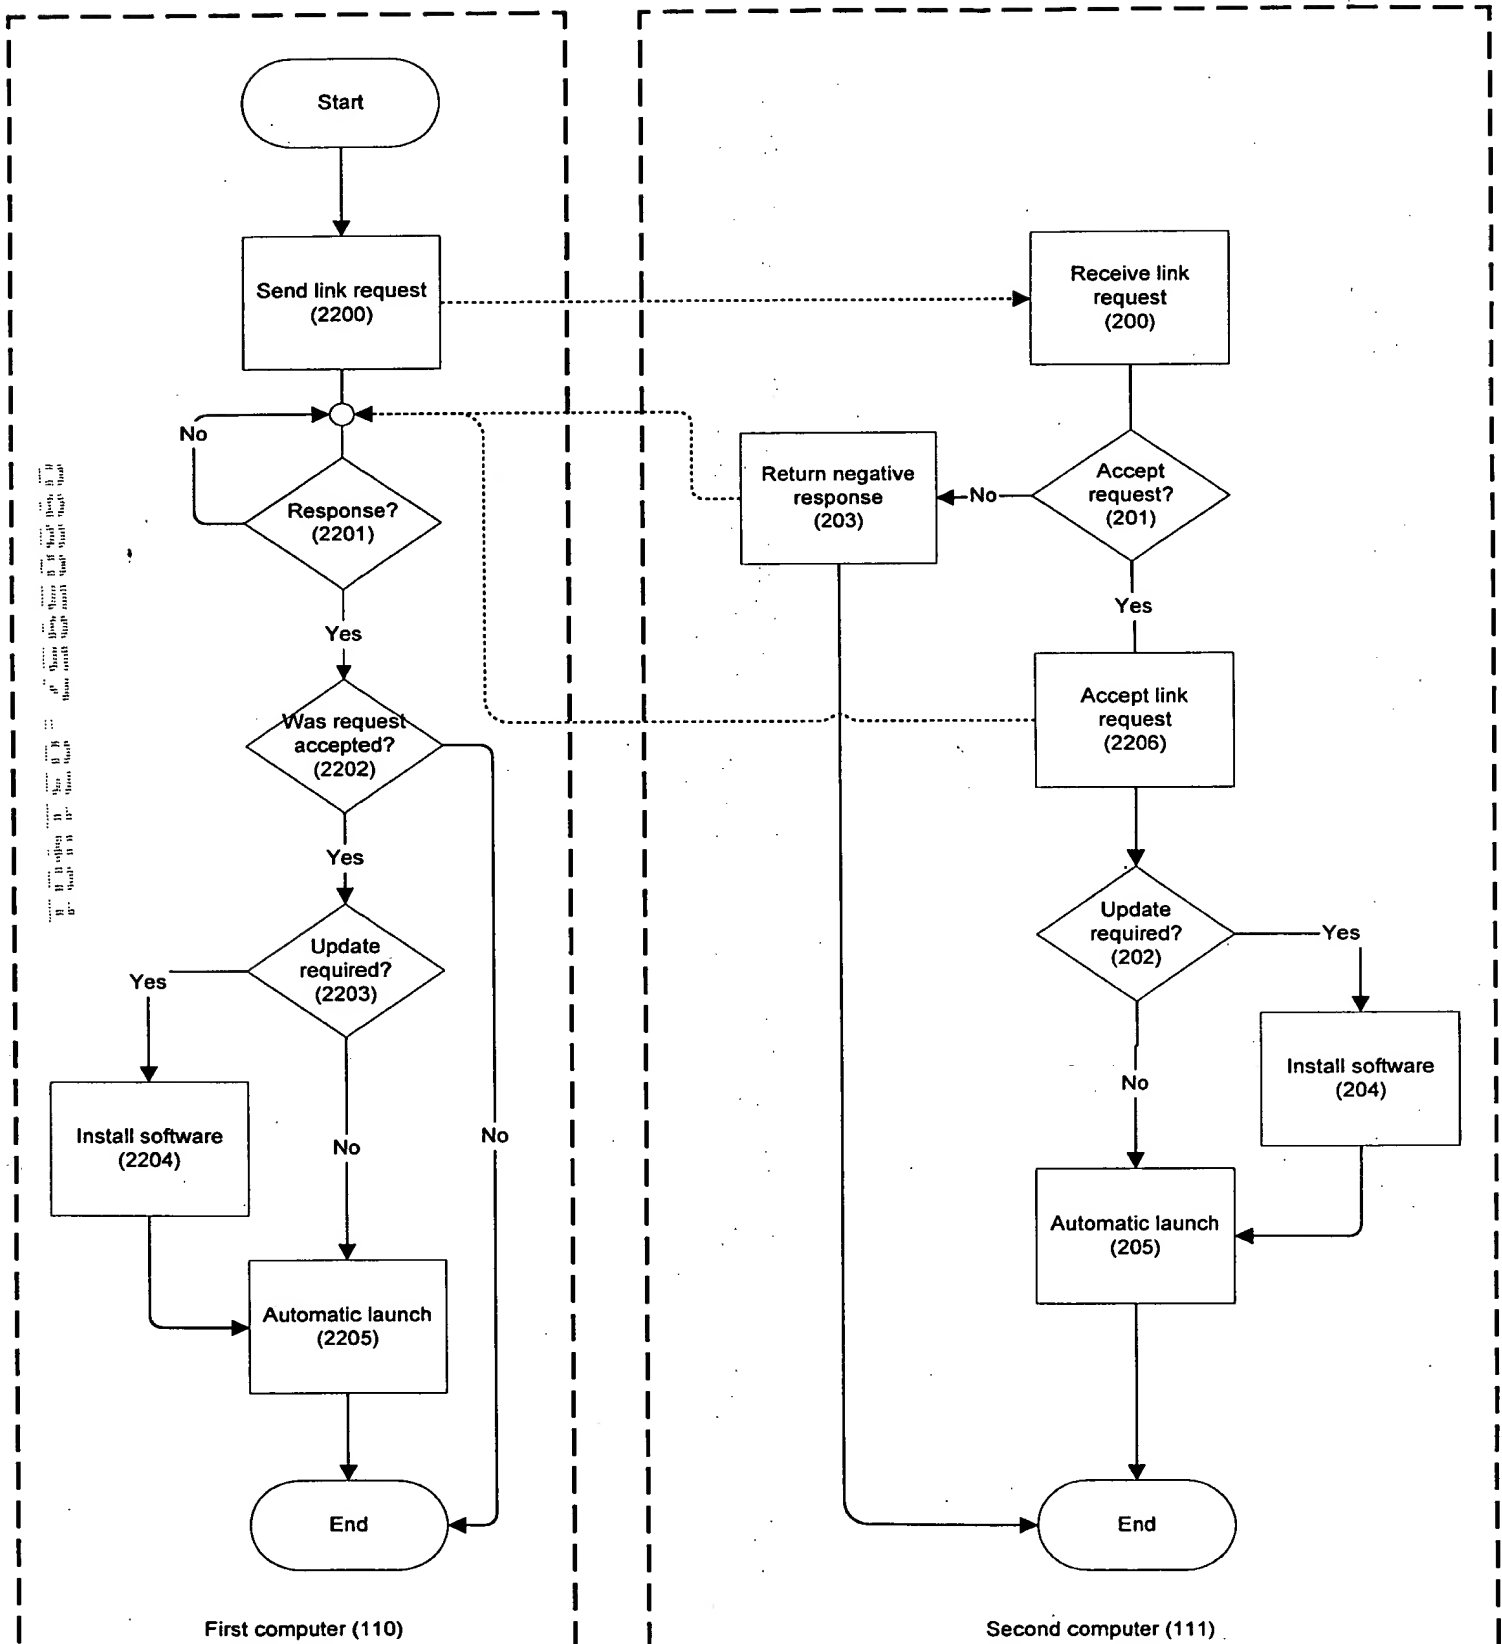 Start
Send link request
(2200)
No
Response?
(2201)
Yes
Was request
accepted?
(2202)
Yes
Update
required?
(2203)
Yes
No
No
Install software
(2204)
Automatic launch
(2205)
End
First computer (110)
Receive link
request
(200)
Accept
request?
(201)
No
Return negative
response
(203)
Yes
Accept link
request
(2206)
Update
required?
(202)
Yes
No
Install software
(204)
Automatic launch
(205)
End
Second computer (111)